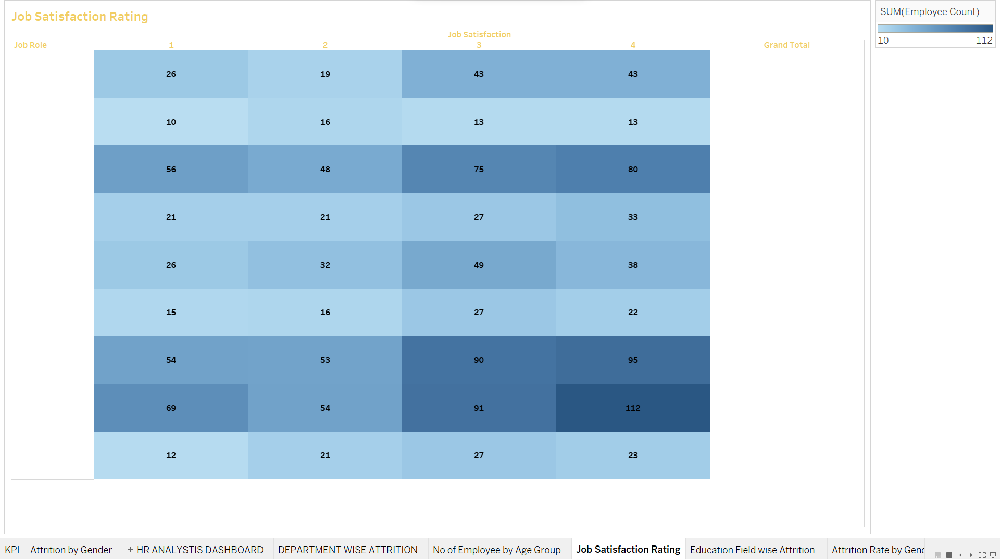 Job Satisfaction Rating
SUM(Employee Count)
10 112
Job Satisfaction
Job Role 1 2 3 4 Grand Total
26 19 43 43
10 16 13 13
56 48 75 80
21 21 27 33
26 32 49 38
15 16 27 22
54 53 90 95
69 54 91 112
12 21 27 23
KPI Attrition by Gender HR ANALYSTIS DASHBOARD DEPARTMENT WISE ATTRITION No of Employee by Age Group Job Satisfaction Rating Education Field wise Attrition Attrition Rate by Gend